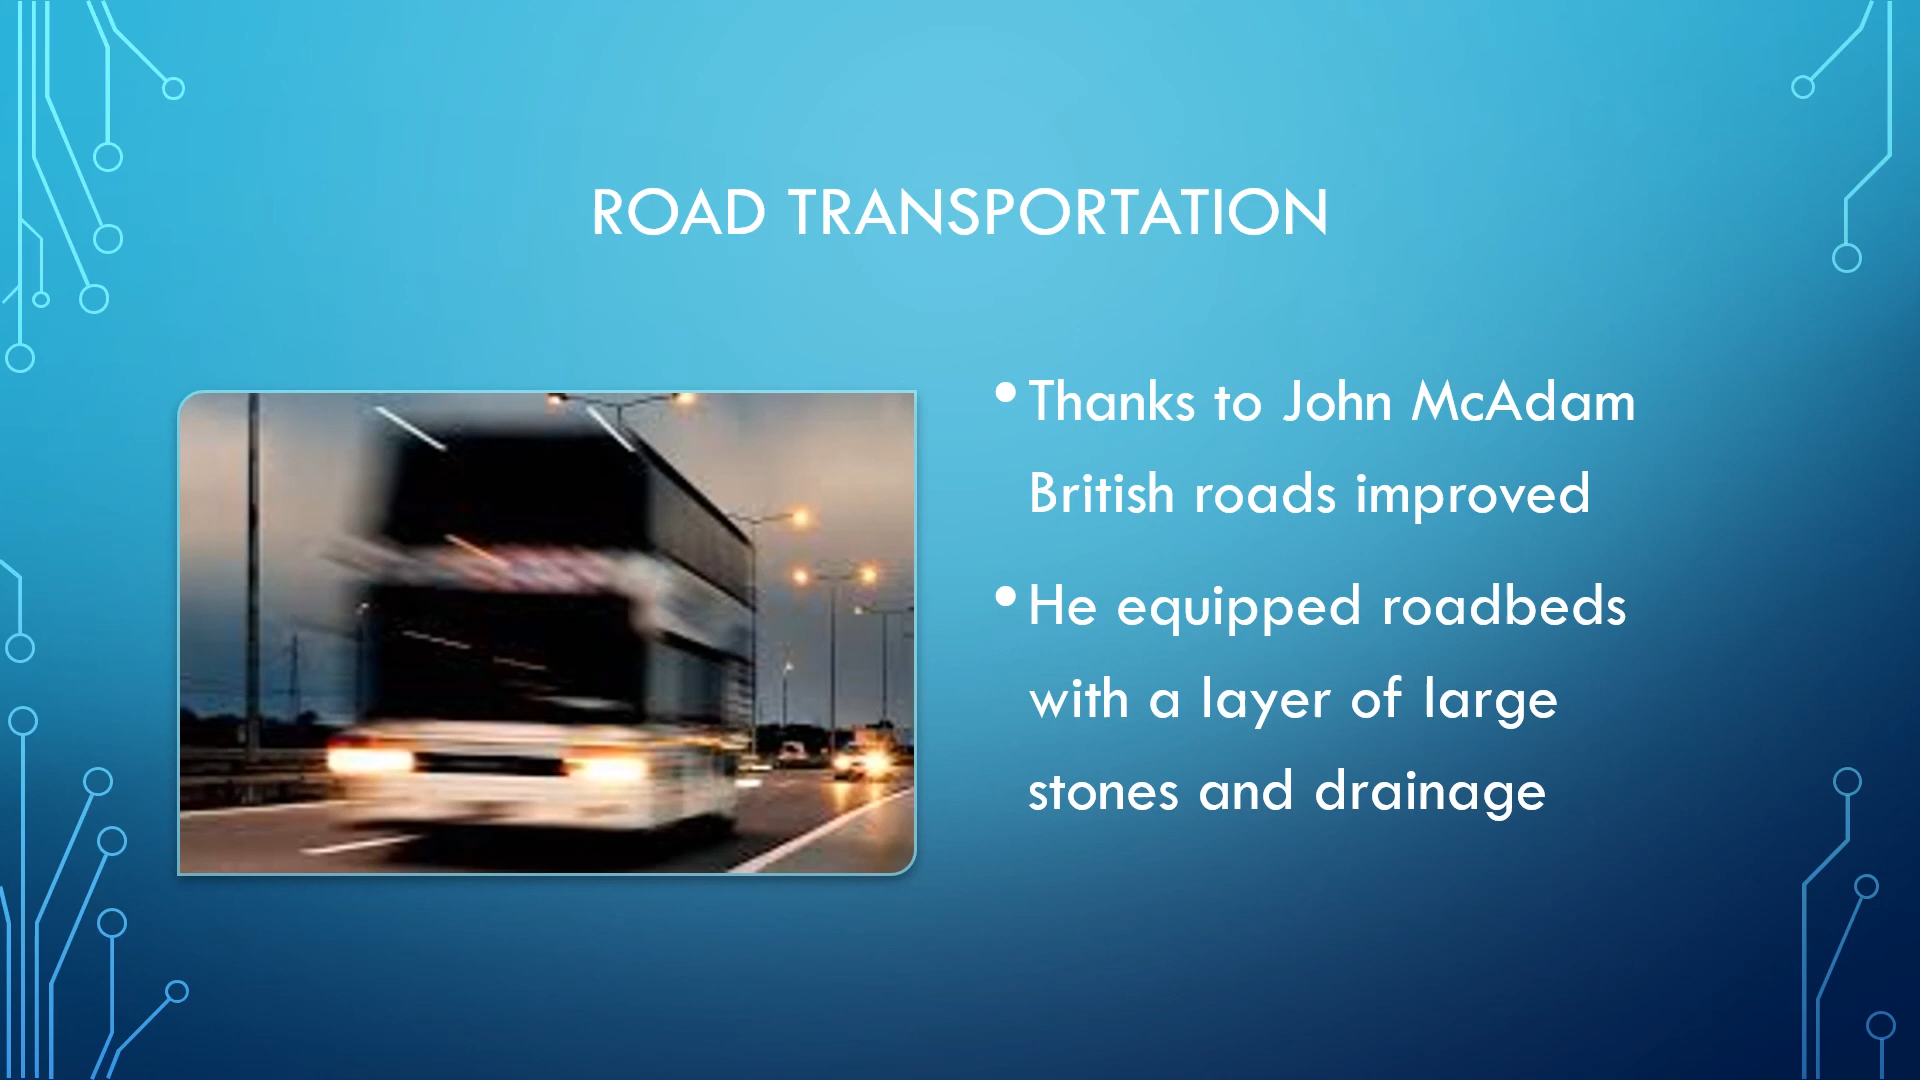 ROAD TRANSPORTATION
• Thanks to John McAdam
British roads improved
• He equipped roadbeds
with a layer of large
stones and drainage